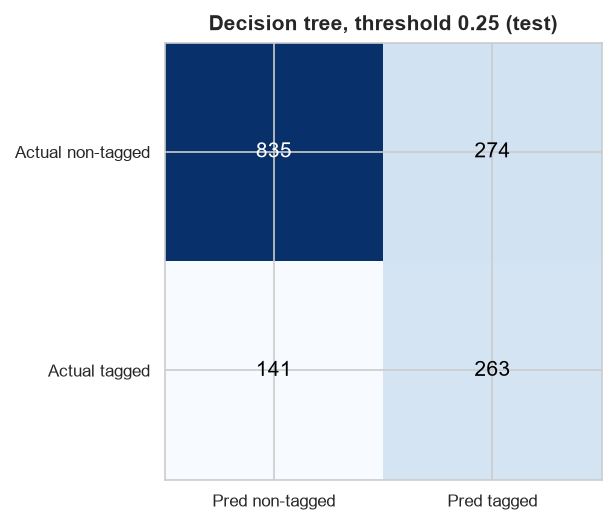 Decision tree, threshold 0.25 (test)
Actual non-tagged 835 274
Actual tagged 141 263
Pred non-tagged Pred tagged